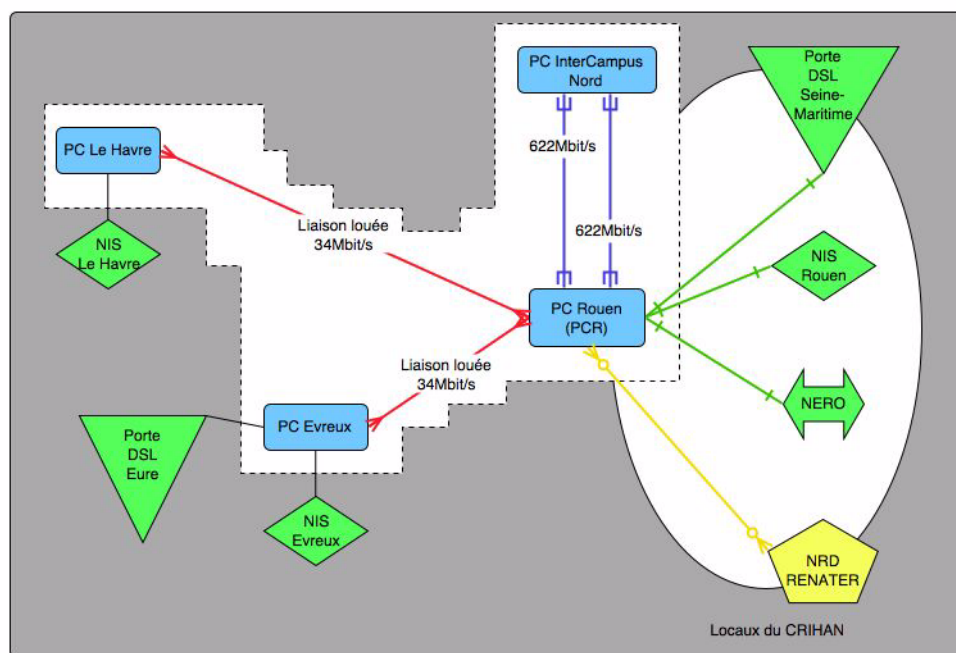 PC InterCampus
Nord
Porte
DSL
Seine-
Maritime
PC Le Havre
622Mbit/s
NIS
Le Havre
Liaison louée
34Mbit/s
622Mbit/s
NIS
Rouen
PC Rouen
(PCR)
Liaison louée
34Mbit/s
NERO
PC Evreux
Porte
DSL
Eure
NIS
Evreux
NRD
RENATER
Locaux du CRIHAN